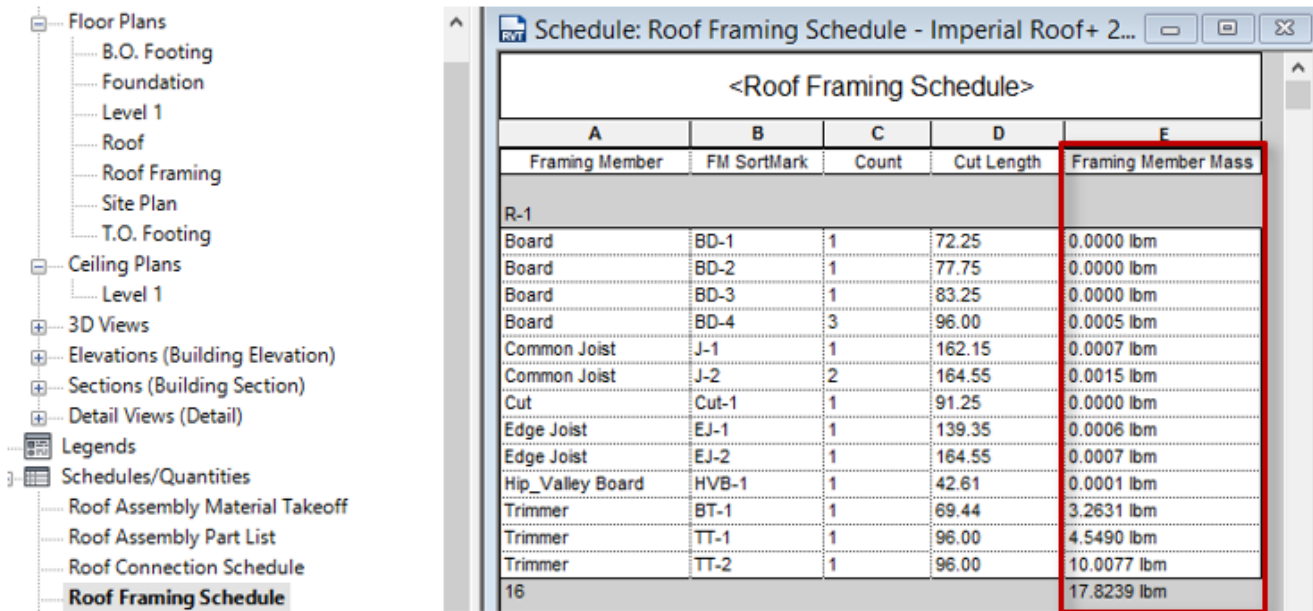 Floor Plans
B.O. Footing
Foundation
Level 1
Roof
Roof Framing
Site Plan
T.O. Footing
Ceiling Plans
Level 1
3D Views
Elevations (Building Elevation)
Sections (Building Section)
Detail Views (Detail)
Legends
Schedules/Quantities
Roof Assembly Material Takeoff
Roof Assembly Part List
Roof Connection Schedule
Roof Framing Schedule
RVT Schedule: Roof Framing Schedule - Imperial Roof+ 2...
<Roof Framing Schedule>
A B C D E
Framing Member FM SortMark Count Cut Length Framing Member Mass
R-1
Board BD-1 1 72.25 0.0000 lbm
Board BD-2 1 77.75 0.0000 lbm
Board BD-3 1 83.25 0.0000 lbm
Board BD-4 3 96.00 0.0005 lbm
Common Joist J-1 1 162.15 0.0007 lbm
Common Joist J-2 2 164.55 0.0015 lbm
Cut Cut-1 1 91.25 0.0000 lbm
Edge Joist EJ-1 1 139.35 0.0006 lbm
Edge Joist EJ-2 1 164.55 0.0007 lbm
Hip_Valley Board HVB-1 1 42.61 0.0001 lbm
Trimmer BT-1 1 69.44 3.2631 lbm
Trimmer TT-1 1 96.00 4.5490 lbm
Trimmer TT-2 1 96.00 10.0077 lbm
16 17.8239 lbm